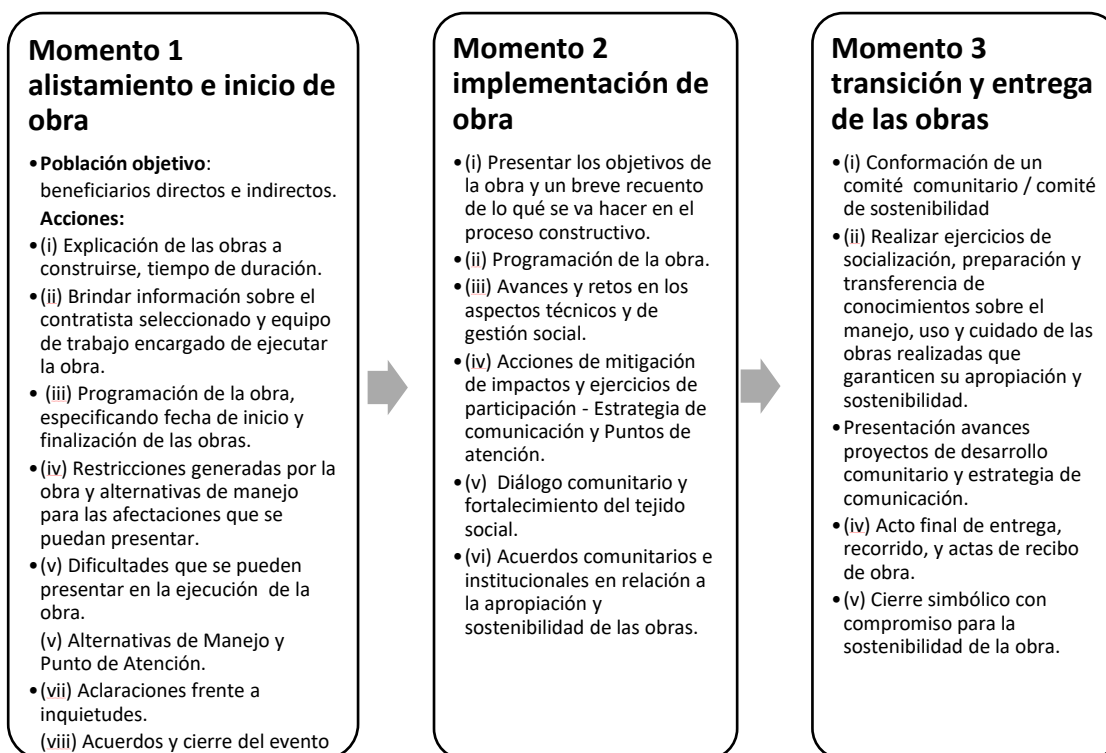 Momento 1
alistamiento e inicio de
obra
•Población objetivo:
beneficiarios directos e indirectos.
Acciones:
•(i) Explicación de las obras a
construirse, tiempo de duración.
•(ii) Brindar información sobre el
contratista seleccionado y equipo
de trabajo encargado de ejecutar
la obra.
• (iii) Programación de la obra,
especificando fecha de inicio y
finalización de las obras.
•(iv) Restricciones generadas por la
obra y alternativas de manejo
para las afectaciones que se
puedan presentar.
•(v) Dificultades que se pueden
presentar en la ejecución de la
obra.
(v) Alternativas de Manejo y
Punto de Atención.
•(vii) Aclaraciones frente a
inquietudes.
(viii) Acuerdos y cierre del evento
Momento 2
implementación de
obra
•(i) Presentar los objetivos de
la obra y un breve recuento
de lo qué se va hacer en el
proceso constructivo.
•(ii) Programación de la obra.
•(iii) Avances y retos en los
aspectos técnicos y de
gestión social.
•(iv) Acciones de mitigación
de impactos y ejercicios de
participación - Estrategia de
comunicación y Puntos de
atención.
•(v) Diálogo comunitario y
fortalecimiento del tejido
social.
•(vi) Acuerdos comunitarios e
institucionales en relación a
la apropiación y
sostenibilidad de las obras.
Momento 3
transición y entrega
de las obras
•(i) Conformación de un
comité comunitario / comité
de sostenibilidad
•(ii) Realizar ejercicios de
socialización, preparación y
transferencia de
conocimientos sobre el
manejo, uso y cuidado de las
obras realizadas que
garanticen su apropiación y
sostenibilidad.
•Presentación avances
proyectos de desarrollo
comunitario y estrategia de
comunicación.
•(iv) Acto final de entrega,
recorrido, y actas de recibo
de obra.
•(v) Cierre simbólico con
compromiso para la
sostenibilidad de la obra.